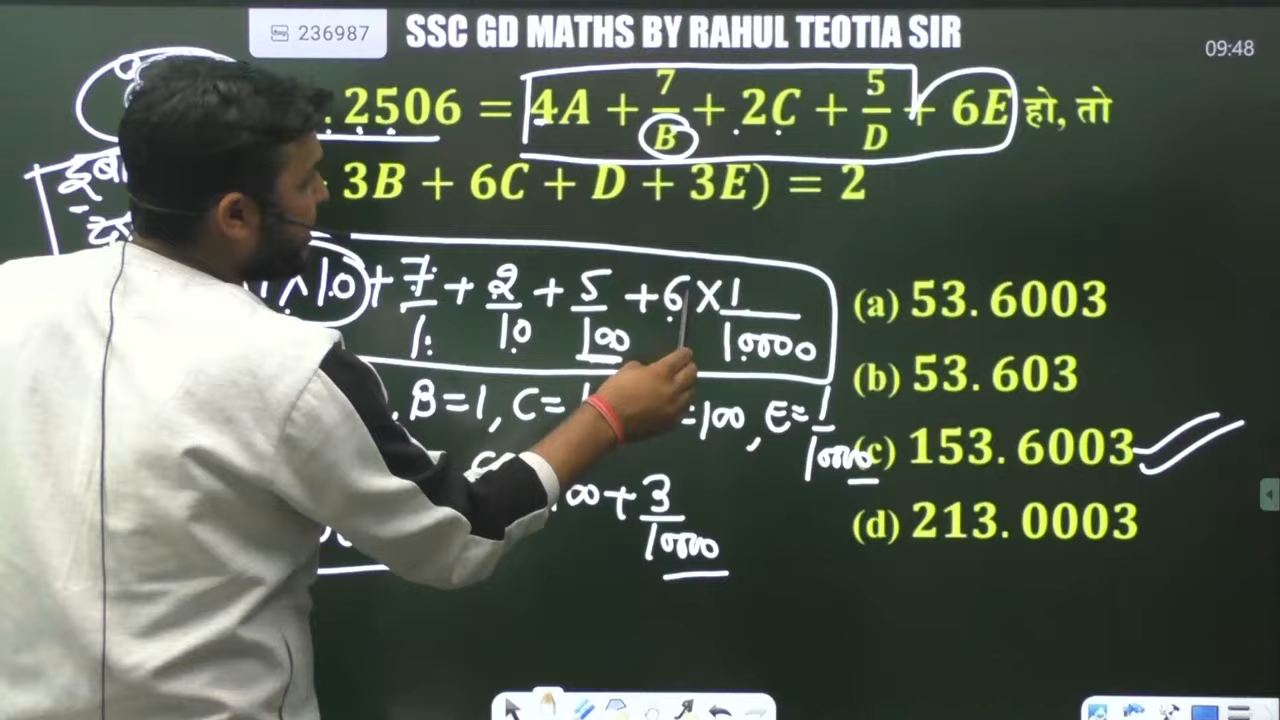 236987
SSC GD MATHS BY RAHUL TEOTIA SIR
09:48
.2506 = 4A + 7/B + 2C + 5/D + 6E हो, तो
3B + 6C + D + 3E) = 2
10 + 7/1 + 2/10 + 5/100 + 6 × 1/10000
B = 1, C = 1 = 100, E = 1/10000
00 + 3/10000
(a) 53.6003
(b) 53.603
(c) 153.6003
(d) 213.0003